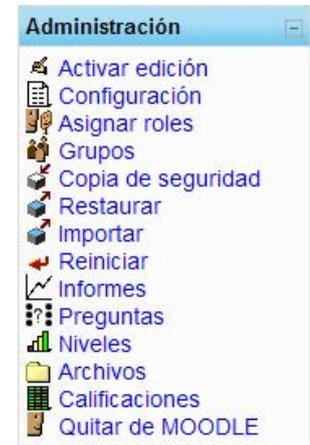 Administración
Activar edición
Configuración
Asignar roles
Grupos
Copia de seguridad
Restaurar
Importar
Reiniciar
Informes
Preguntas
Niveles
Archivos
Calificaciones
Quitar de MOODLE